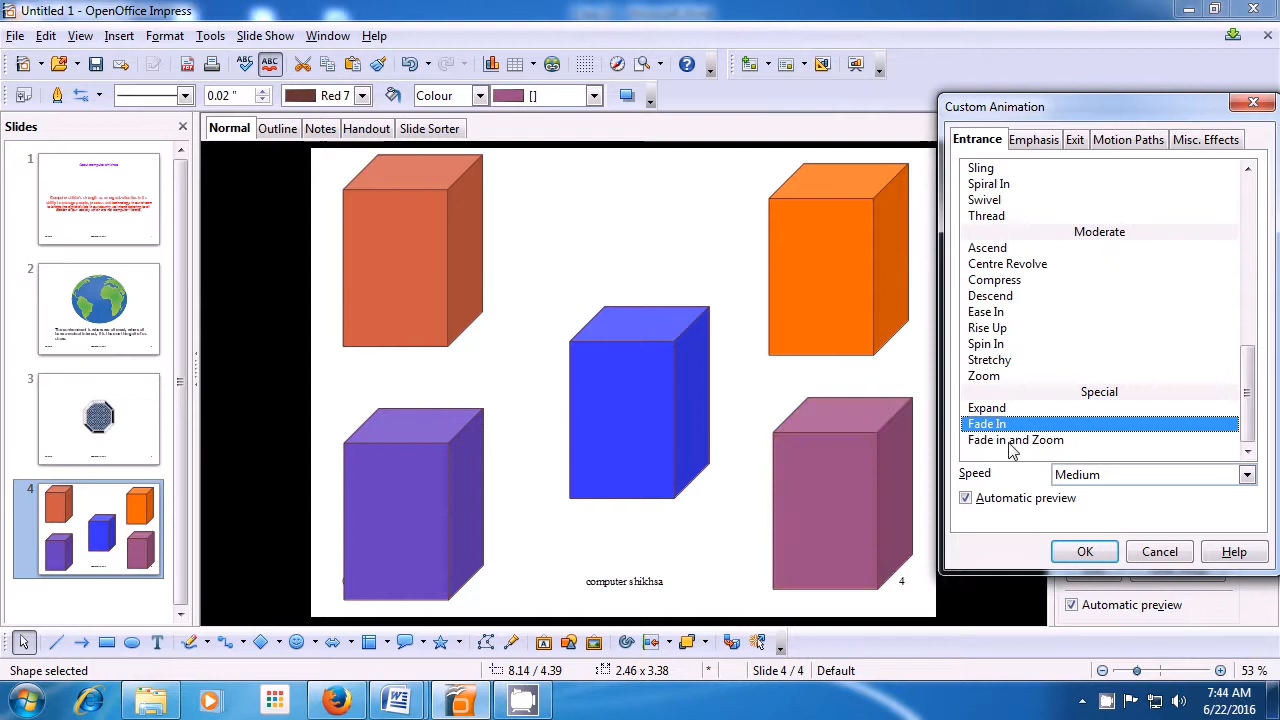 Untitled 1 - OpenOffice Impress
File Edit View Insert Format Tools Slide Show Window Help
0.02 " Red 7 Colour []
Slides
Normal Outline Notes Handout Slide Sorter
1
2
3
4
computer shikhsa
4
Custom Animation
Entrance Emphasis Exit Motion Paths Misc. Effects
Sling
Spiral In
Swivel
Thread
Moderate
Ascend
Centre Revolve
Compress
Descend
Ease In
Rise Up
Spin In
Stretchy
Zoom
Special
Expand
Fade In
Fade in and Zoom
Speed Medium
Automatic preview
OK Cancel Help
Automatic preview
Shape selected 8.14 / 4.39 2.46 x 3.38 * Slide 4 / 4 Default 53 %
7:44 AM
6/22/2016